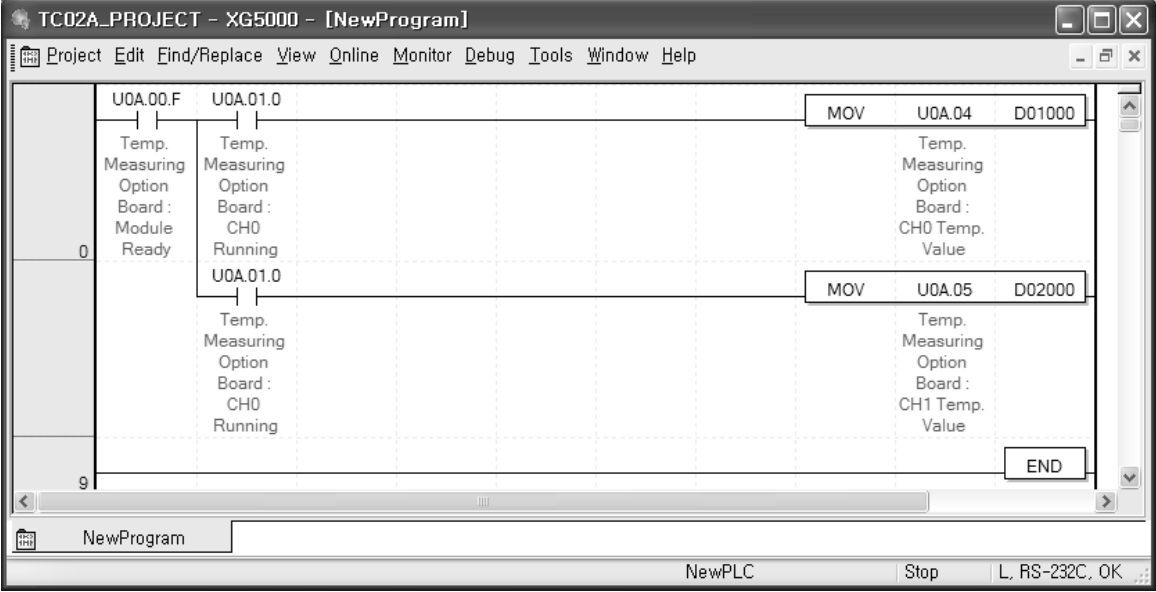 TC02A_PROJECT - XG5000 - [NewProgram]
Project Edit Find/Replace View Online Monitor Debug Tools Window Help
U0A.00.F U0A.01.0
MOV U0A.04 D01000
Temp. Temp. Temp.
Measuring Measuring Measuring
Option Option Option
Board : Board : Board :
Module CH0 CH0 Temp.
0 Ready Running Value
U0A.01.0
MOV U0A.05 D02000
Temp. Temp.
Measuring Measuring
Option Option
Board : Board :
CH0 CH1 Temp.
Running Value
END
9
NewProgram
NewPLC Stop L, RS-232C, OK